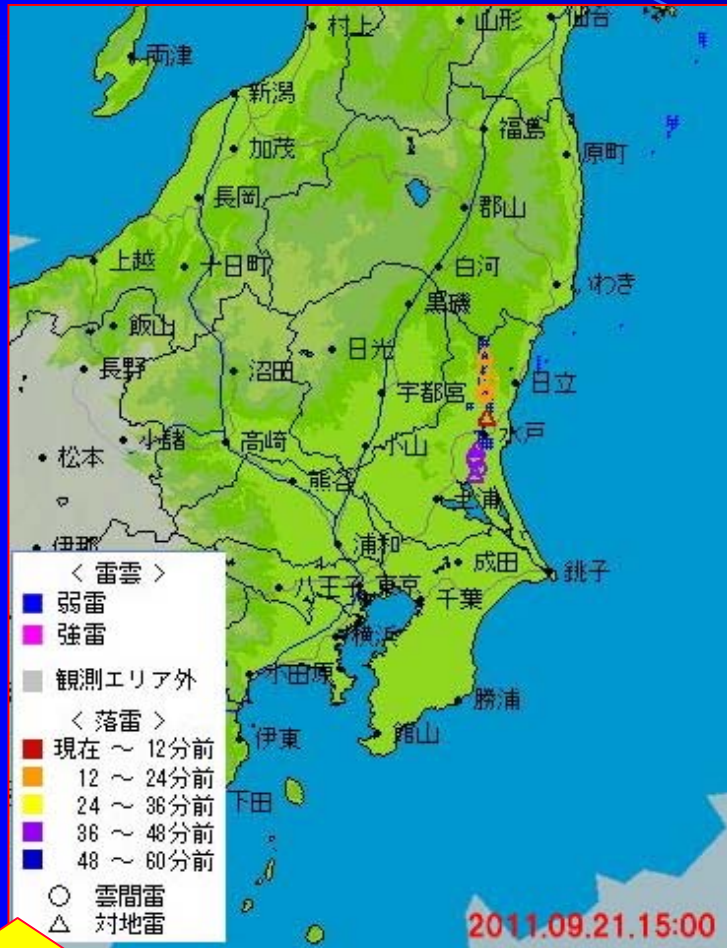 村上
山形
仙台
両津
新潟
福島
加茂
原町
長岡
郡山
上越
十日町
白河
いわき
黒磯
飯山
日光
長野
沼田
日立
宇都宮
小諸
高崎
小山
水戸
松本
熊谷
土浦
伊那
浦和
成田
銚子
八王子
東京
千葉
横浜
小田原
勝浦
伊東
館山
下田
< 雷雲 >
弱雷
強雷
観測エリア外
< 落雷 >
現在 ～ 12分前
12 ～ 24分前
24 ～ 36分前
36 ～ 48分前
48 ～ 60分前
○ 雲間雷
△ 対地雷
2011.09.21.15:00